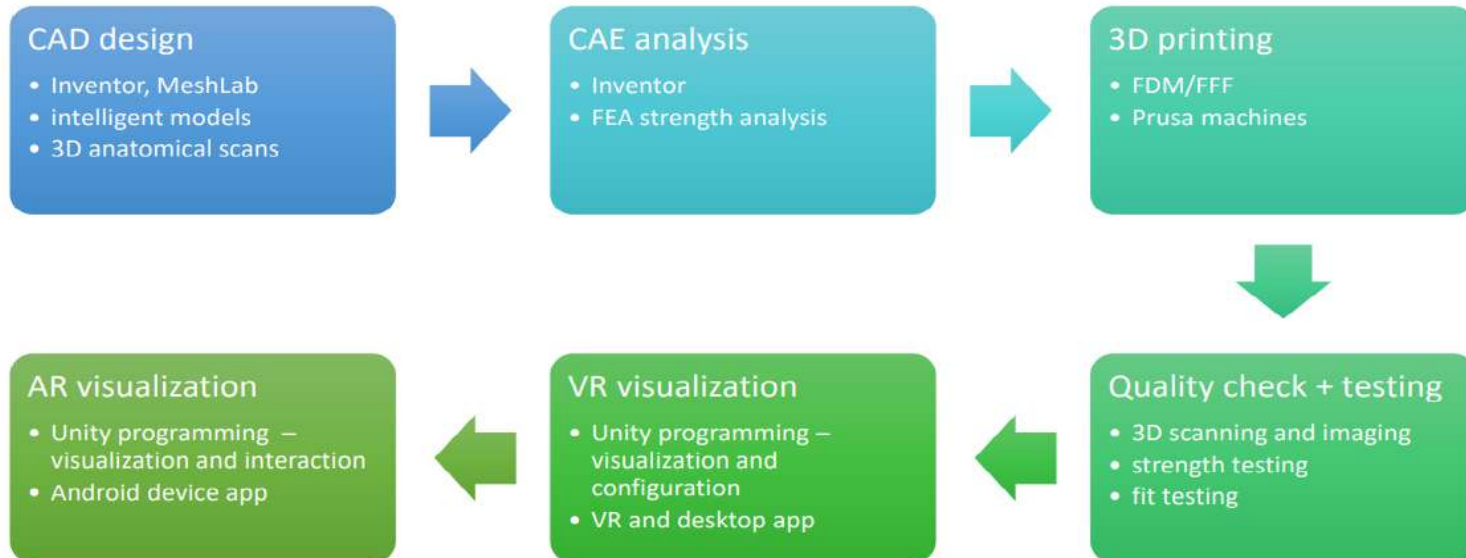 CAD design
• Inventor, MeshLab
• intelligent models
• 3D anatomical scans
CAE analysis
• Inventor
• FEA strength analysis
3D printing
• FDM/FFF
• Prusa machines
Quality check + testing
• 3D scanning and imaging
• strength testing
• fit testing
VR visualization
• Unity programming –
visualization and
configuration
• VR and desktop app
AR visualization
• Unity programming –
visualization and interaction
• Android device app